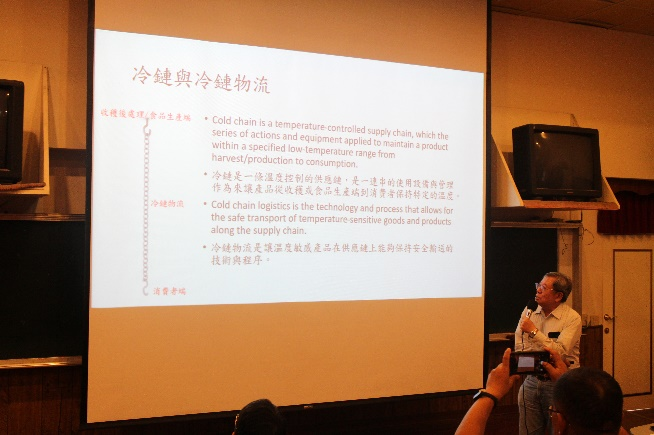 冷鏈與冷鏈物流
收穫後處理/食品生產端
冷鏈物流
消費者端
• Cold chain is a temperature-controlled supply chain, which the
series of actions and equipment applied to maintain a product
within a specified low-temperature range from
harvest/production to consumption.
• 冷鏈是一條溫度控制的供應鏈，是一連串的使用設備與管理
作為來讓產品從收穫或食品生產端到消費者保持特定的溫度。
• Cold chain logistics is the technology and process that allows for
the safe transport of temperature-sensitive goods and products
along the supply chain.
• 冷鏈物流是讓溫度敏感產品在供應鏈上能夠保持安全輸送的
技術與程序。